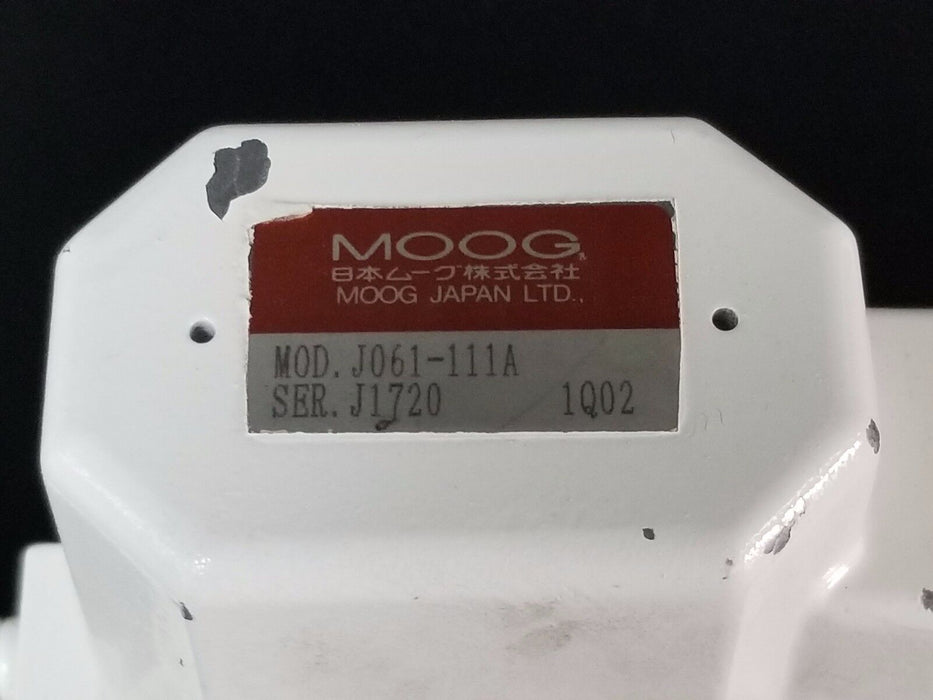 MOOG®
日本ムーグ株式会社
MOOG JAPAN LTD.,
MOD. J061-111A
SER. J1720 1Q02